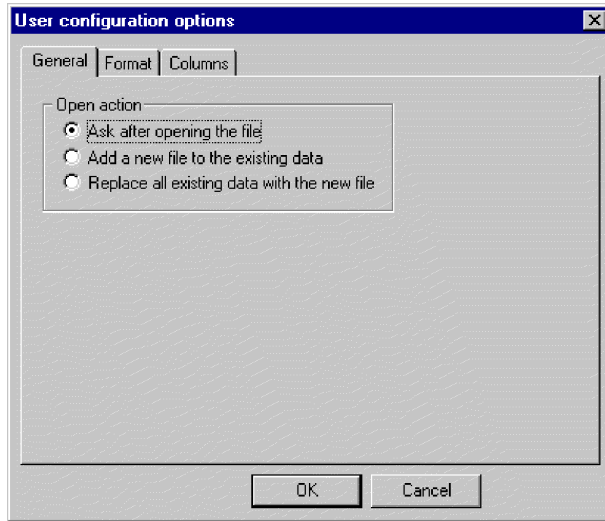 User configuration options
General Format Columns
Open action
Ask after opening the file
Add a new file to the existing data
Replace all existing data with the new file
OK Cancel